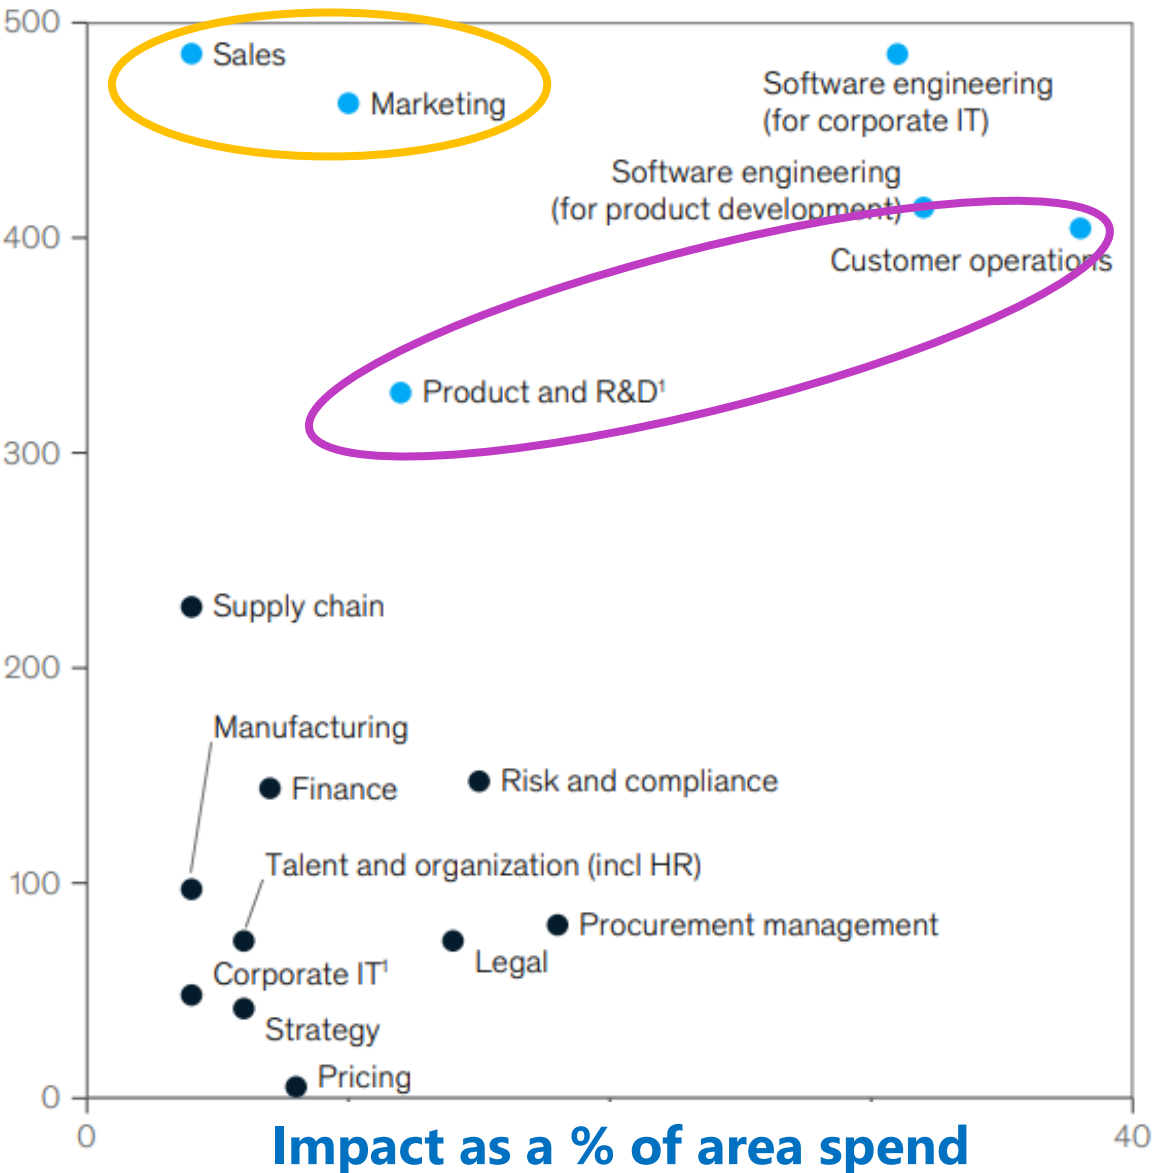 500
Sales
Marketing
Software engineering
(for corporate IT)
Software engineering
(for product development)
400
Customer operations
Product and R&D¹
300
Supply chain
200
Manufacturing
Finance
Risk and compliance
Talent and organization (incl HR)
100
Procurement management
Legal
Corporate IT¹
Strategy
Pricing
0
0
40
Impact as a % of area spend